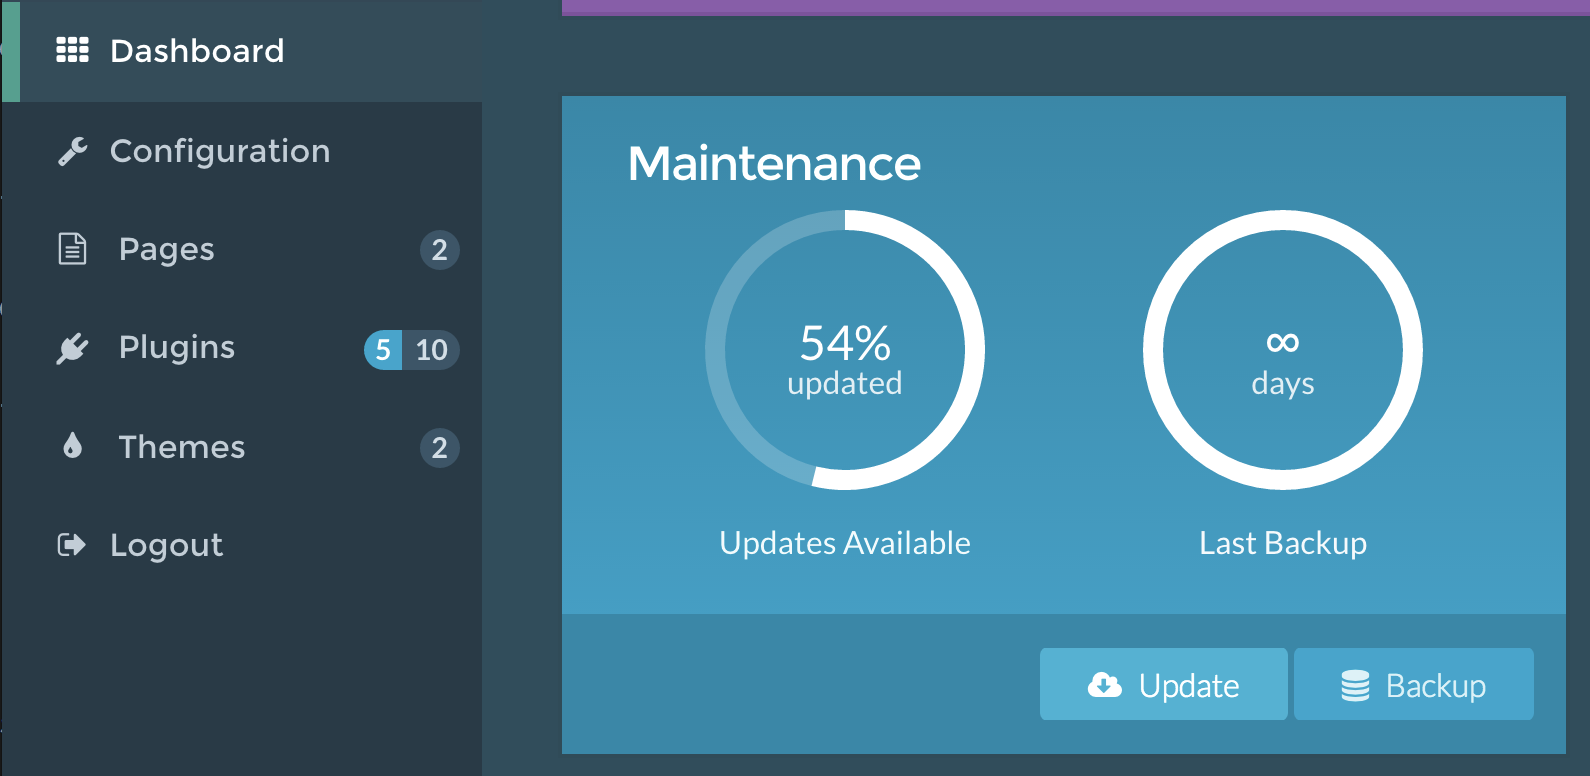 Dashboard
Configuration
Pages 2
Plugins 5 10
Themes 2
Logout
Maintenance
54%
updated
Updates Available
∞
days
Last Backup
Update
Backup